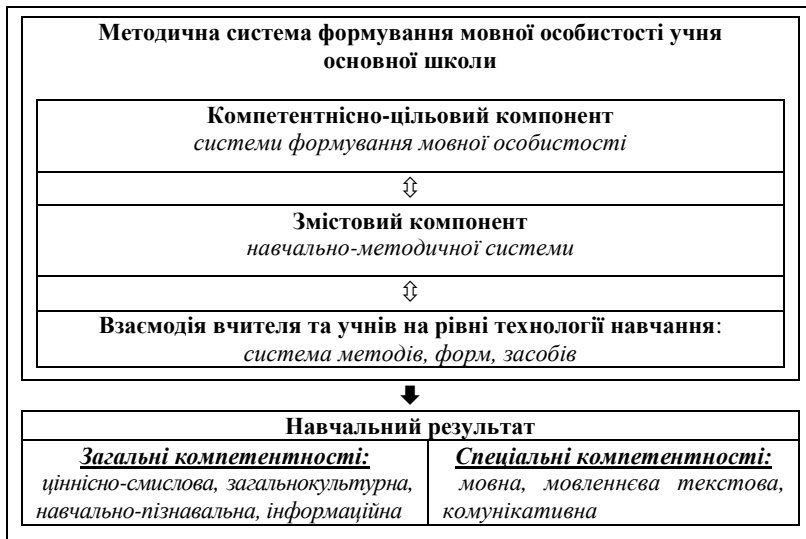 Методична система формування мовної особистості учня
основної школи
Компетентнісно-цільовий компонент
системи формування мовної особистості
⇕
Змістовий компонент
навчально-методичної системи
⇕
Взаємодія вчителя та учнів на рівні технології навчання:
система методів, форм, засобів
Навчальний результат
Загальні компетентності:
ціннісно-смислова, загальнокультурна,
навчально-пізнавальна, інформаційна
Спеціальні компетентності:
мовна, мовленнєва текстова,
комунікативна